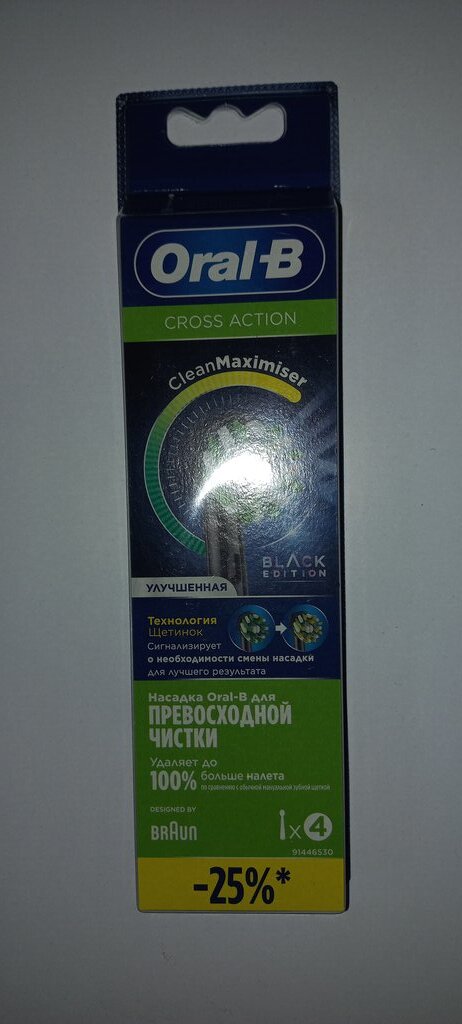 Oral-B
CROSS ACTION
CleanMaximiser
BLACK
EDITION
УЛУЧШЕННАЯ
Технология
Щетинок
Сигнализирует
о необходимости смены насадки
для лучшего результата
Насадка Oral-B для
ПРЕВОСХОДНОЙ
ЧИСТКИ
Удаляет до
100% больше налета
по сравнению с обычной мануальной зубной щеткой
DESIGNED BY
BRAUN
x 4
91446530
-25%*